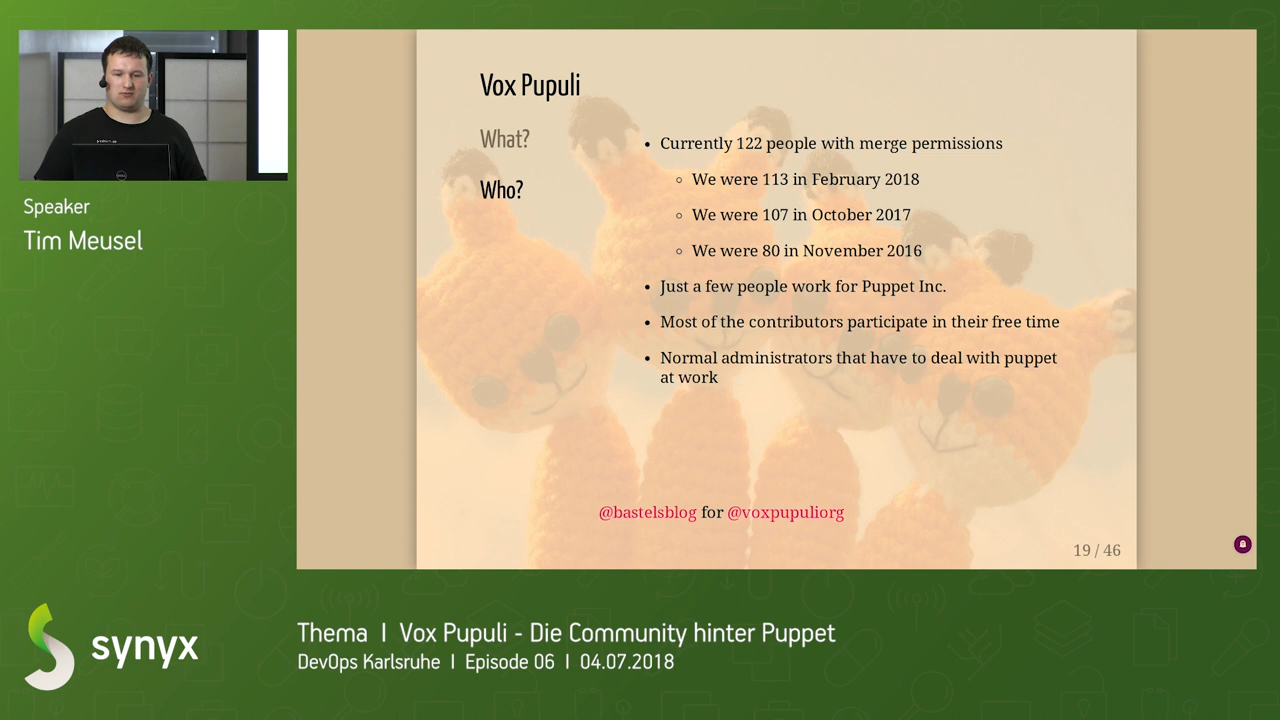 Speaker
Tim Meusel
Vox Pupuli
What?
Who?
• Currently 122 people with merge permissions
◦ We were 113 in February 2018
◦ We were 107 in October 2017
◦ We were 80 in November 2016
• Just a few people work for Puppet Inc.
• Most of the contributors participate in their free time
• Normal administrators that have to deal with puppet
at work
@bastelsblog for @voxpupuliorg
19 / 46
synyx
Thema I Vox Pupuli - Die Community hinter Puppet
DevOps Karlsruhe I Episode 06 I 04.07.2018